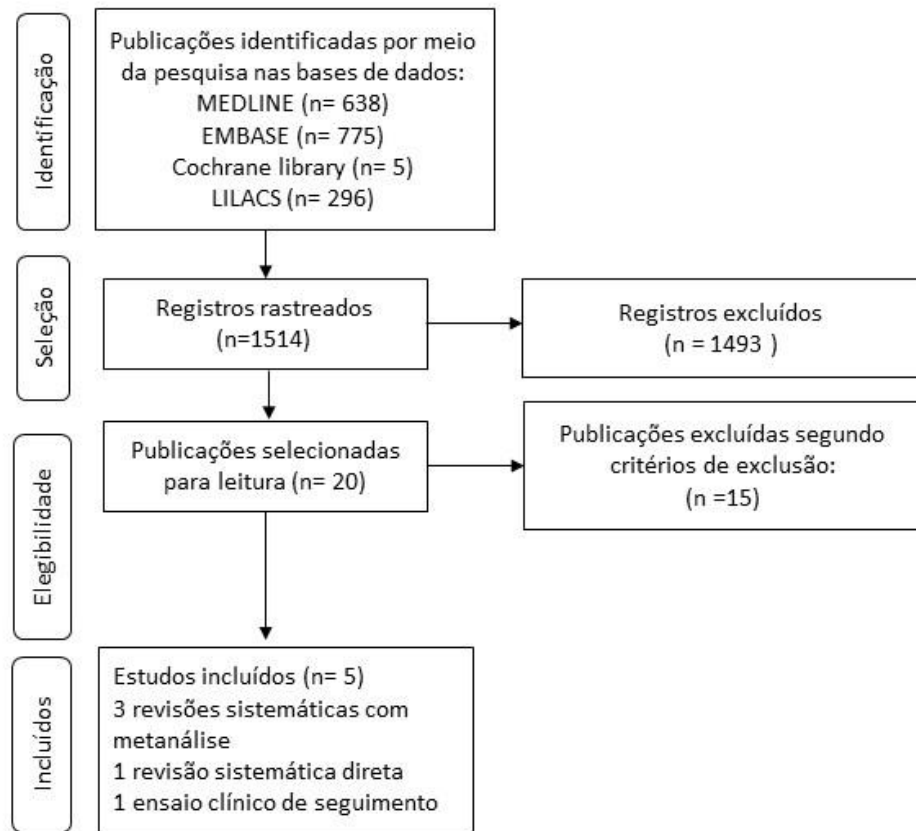 Identificação
Publicações identificadas por meio
da pesquisa nas bases de dados:
MEDLINE (n= 638)
EMBASE (n= 775)
Cochrane library (n= 5)
LILACS (n= 296)
Seleção
Registros rastreados
(n=1514)
Registros excluídos
(n = 1493 )
Elegibilidade
Publicações selecionadas
para leitura (n= 20)
Publicações excluídas segundo
critérios de exclusão:
(n =15)
Incluídos
Estudos incluídos (n= 5)
3 revisões sistemáticas com
metanálise
1 revisão sistemática direta
1 ensaio clínico de seguimento